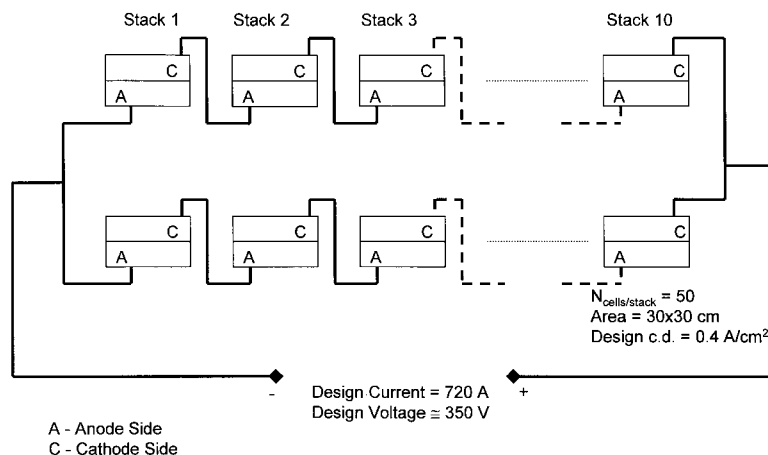 Stack 1 Stack 2 Stack 3 Stack 10
C C C C
A A A A
C C C C
A A A A
N_cells/stack = 50
Area = 30x30 cm
Design c.d. = 0.4 A/cm²
- Design Current = 720 A +
Design Voltage ≅ 350 V
A - Anode Side
C - Cathode Side